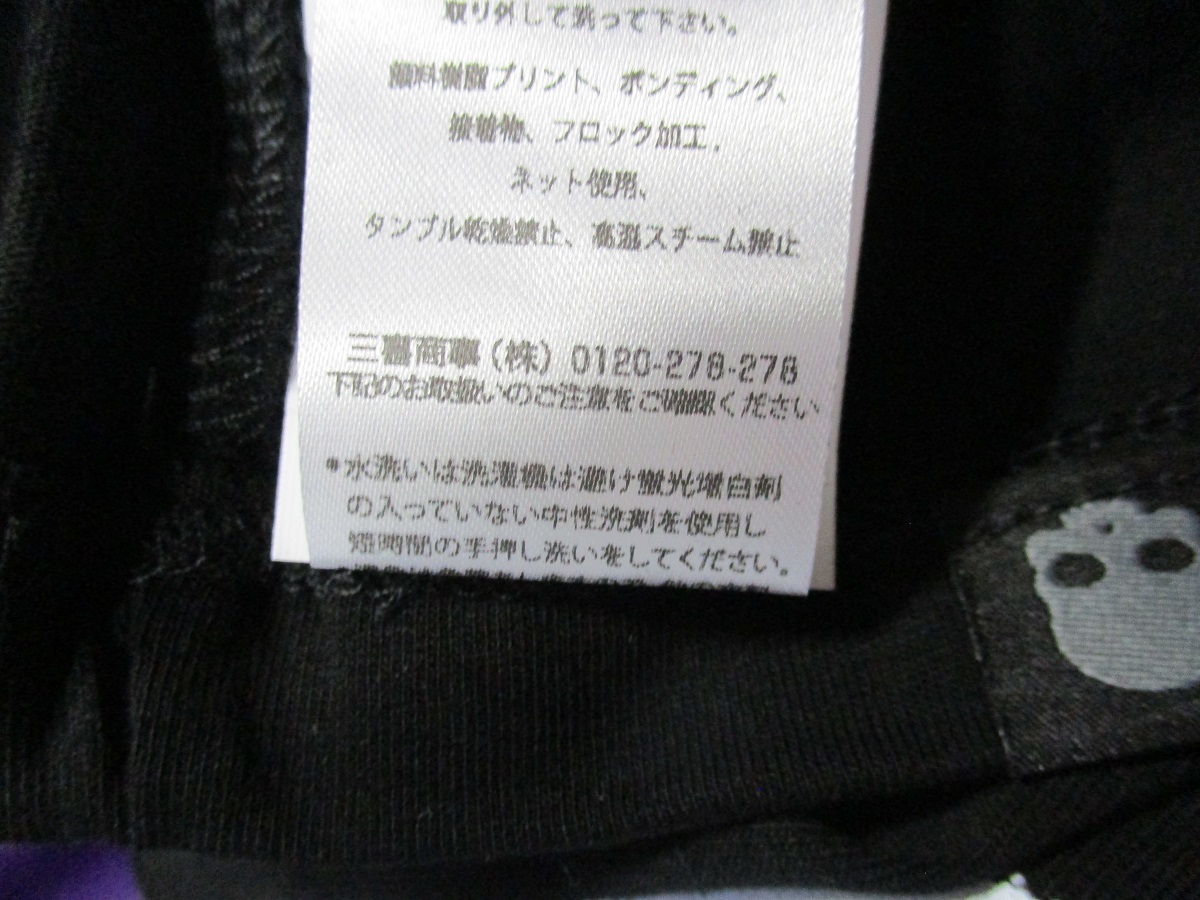 取り外して洗って下さい。
顔料樹脂プリント、ボンディング、
接着物、フロック加工、
ネット使用、
タンブル乾燥禁止、高温スチーム禁止
三喜商事(株) 0120-278-278
下記のお取扱いのご注意をご確認ください
*水洗いは洗濯機は避け蛍光増白剤
の入っていない中性洗剤を使用し
短時間の手押し洗いをしてください。